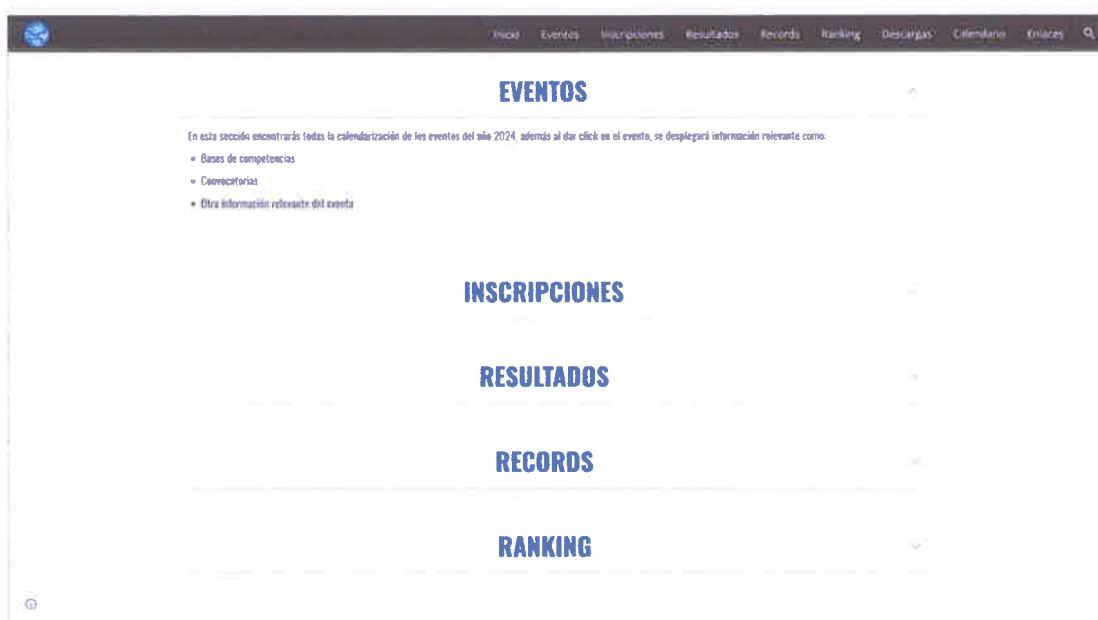 Inicio Eventos Inscripciones Resultados Records Ranking Descargas Calendario Enlaces
EVENTOS
En esta sección encontrarás todas la calendarización de los eventos del año 2024, además al dar click en el evento, se desplegará información relevante como:
Bases de competencias
Convocatorias
Otra información relevante del evento
INSCRIPCIONES
RESULTADOS
RECORDS
RANKING